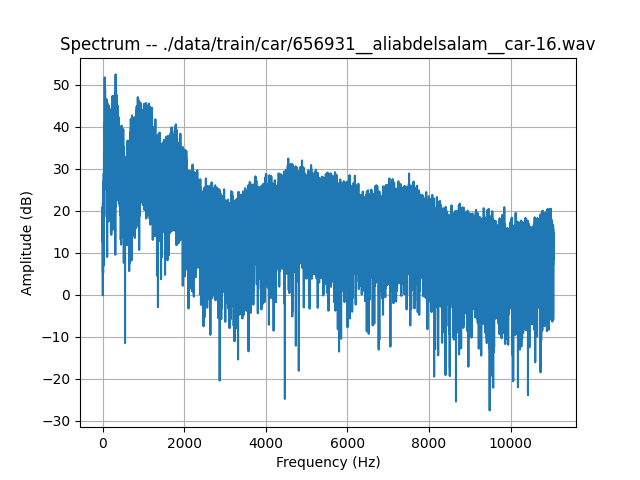 Spectrum -- ./data/train/car/656931__aliabdelsalam__car-16.wav
50
40
30
20
10
0
−10
−20
−30
Amplitude (dB)
0 2000 4000 6000 8000 10000
Frequency (Hz)